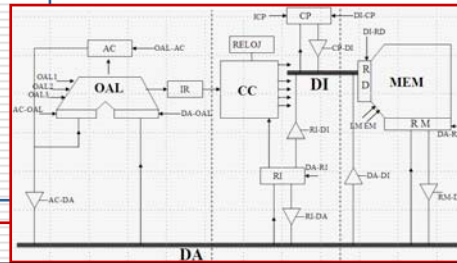 ICP
CP
DI-CP
CP-DI
AC
OAL-AC
RELOJ
DI-RD
OAL1
OAL2
OAL3
OAL
IR
CC
DI
R
D
MEM
AC-OAL
DA-OAL
RI-DI
LM EM
R M
DA-R
RI
DA-RI
DA-DI
AC-DA
RI-DA
RM-D
DA